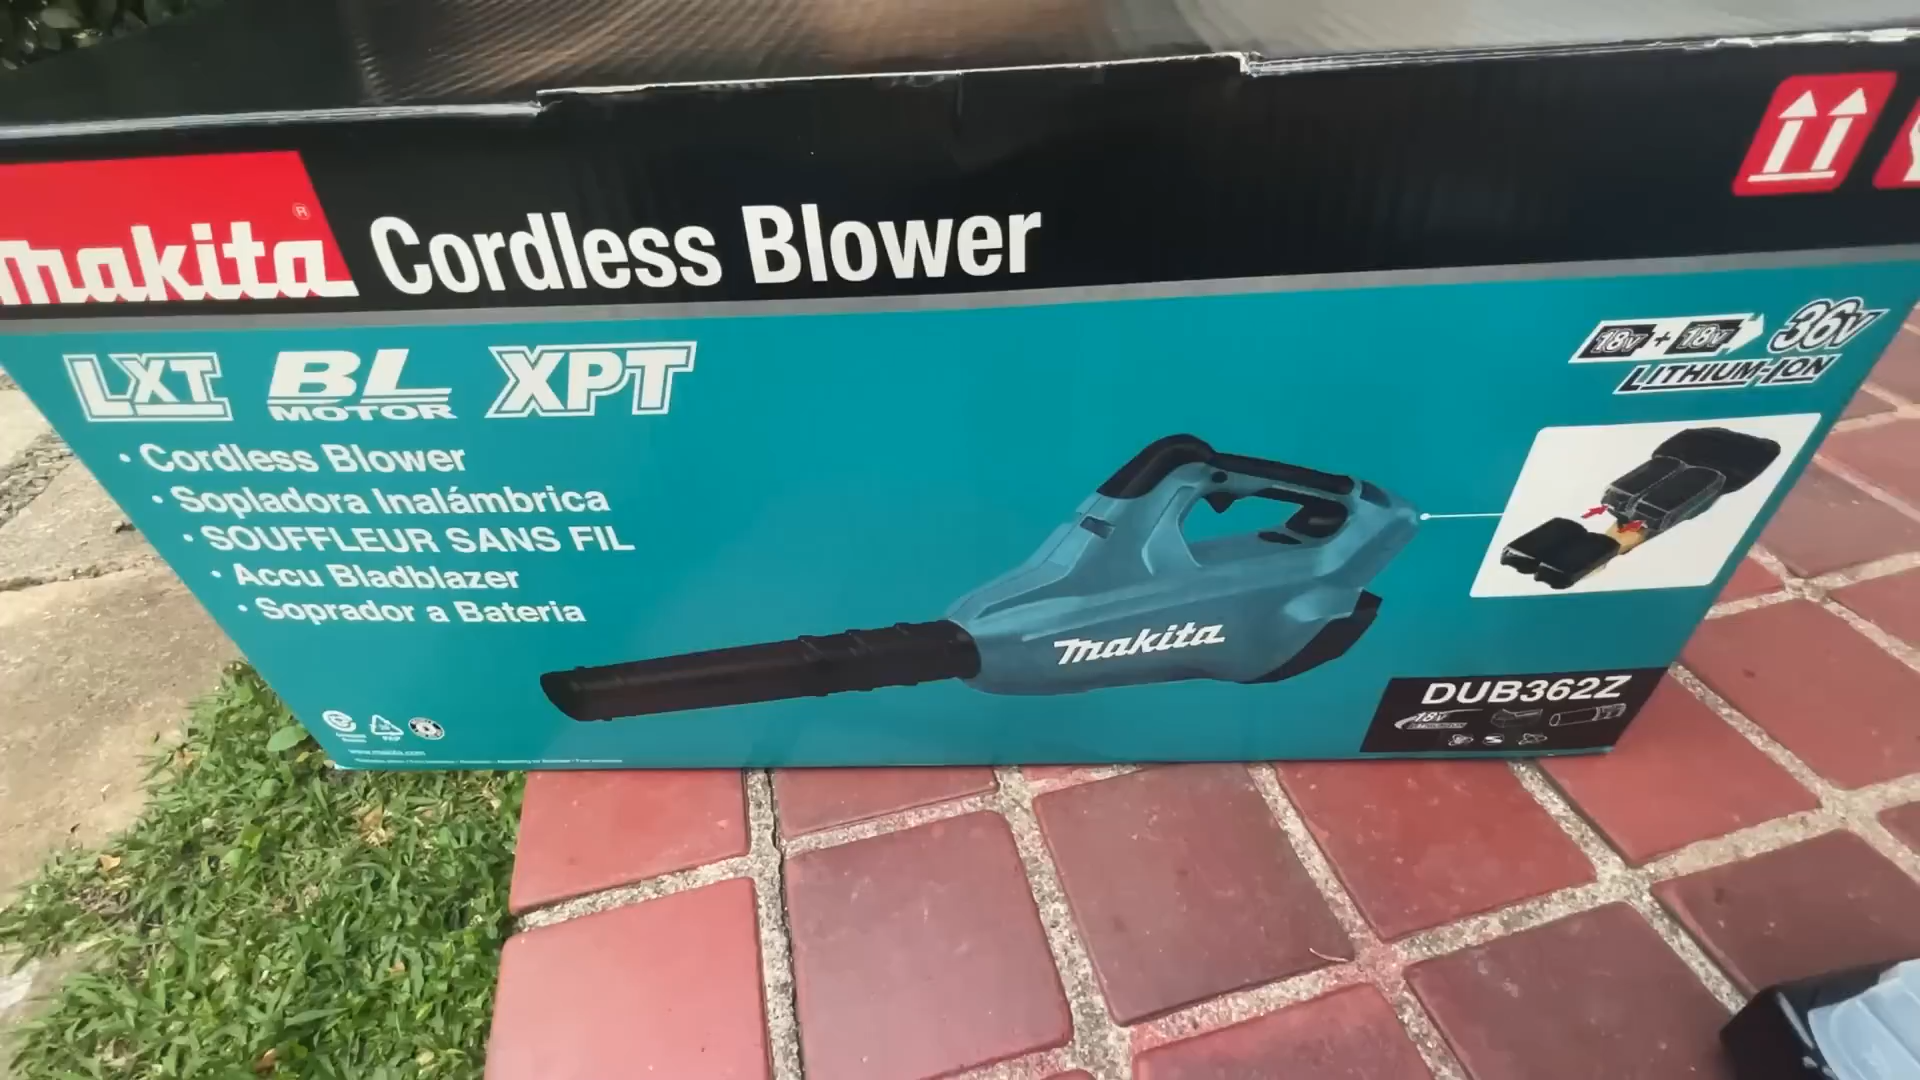 makita® Cordless Blower
LXT BL MOTOR XPT
18V + 18V 36V
LITHIUM-ION
• Cordless Blower
• Sopladora Inalámbrica
• SOUFFLEUR SANS FIL
• Accu Bladblazer
• Soprador a Bateria
makita
DUB362Z
18V
www.makita.com